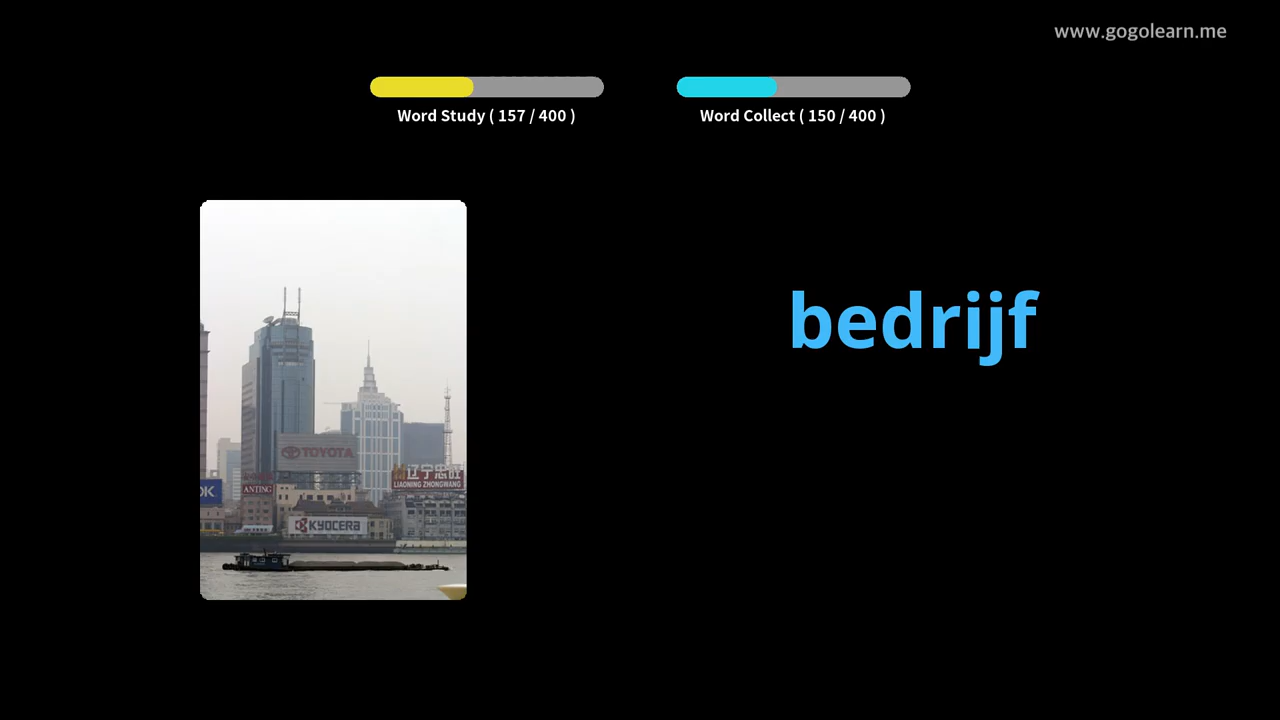 www.gogolearn.me
Word Study ( 157 / 400 )
Word Collect ( 150 / 400 )
bedrijf
TOYOTA
辽宁忠旺
LIAONING ZHONGWANG
OK
ANTING
KYOCERA